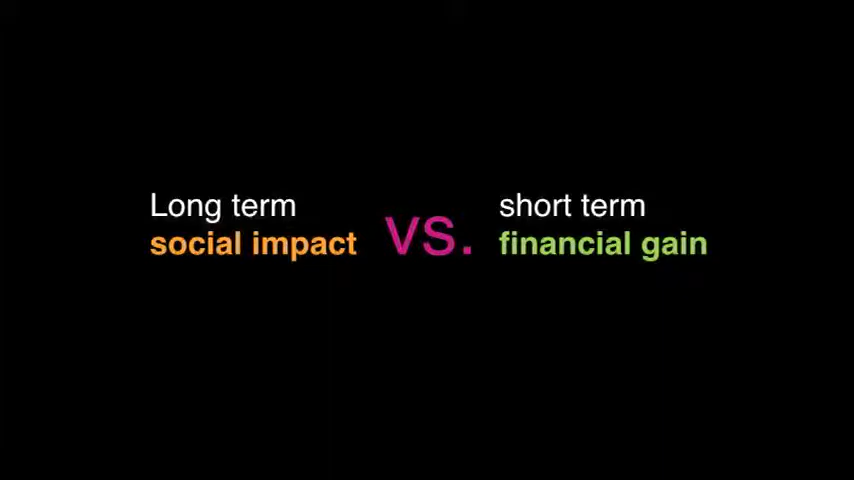 Long term
social impact
vs.
short term
financial gain